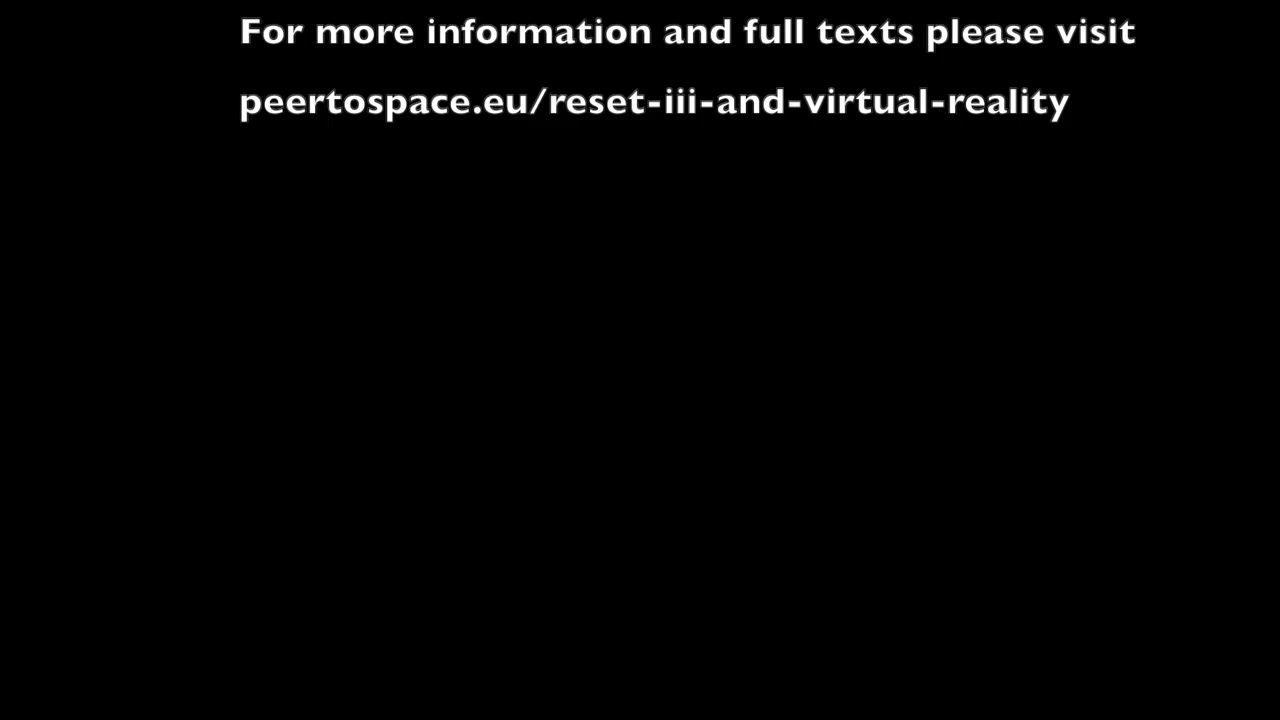 For more information and full texts please visit
peertospace.eu/reset-iii-and-virtual-reality